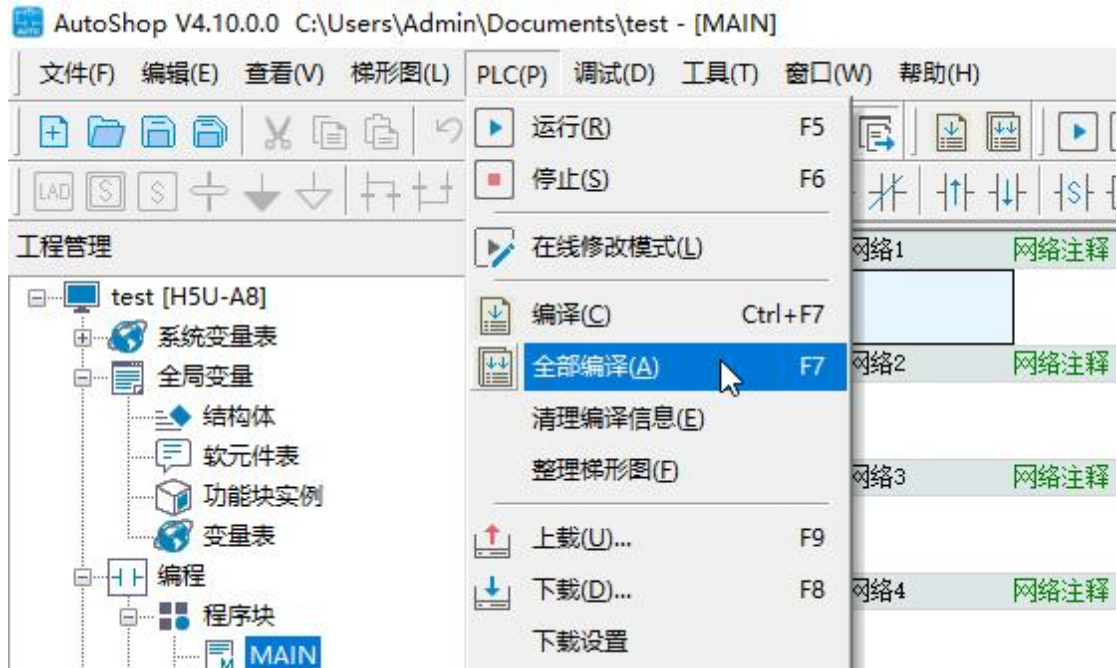 AutoShop V4.10.0.0 C:\Users\Admin\Documents\test - [MAIN]
文件(F) 编辑(E) 查看(V) 梯形图(L) PLC(P) 调试(D) 工具(T) 窗口(W) 帮助(H)
运行(R) F5
LAD S S 停止(S) F6 S
工程管理
在线修改模式(L)
网络1 网络注释
test [H5U-A8]
编译(C) Ctrl+F7
系统变量表
全部编译(A) F7
网络2 网络注释
全局变量
结构体
清理编译信息(E)
软元件表
整理梯形图(F)
网络3 网络注释
功能块实例
变量表
上载(U)... F9
编程
下载(D)... F8
网络4 网络注释
程序块
下载设置
MAIN